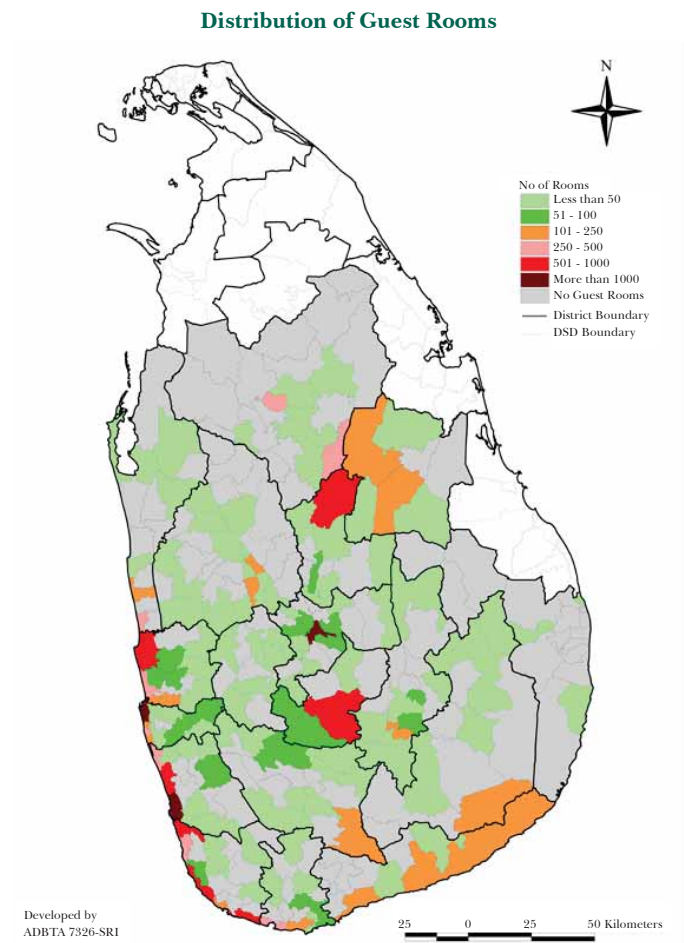 Distribution of Guest Rooms
N
No of Rooms
Less than 50
51 - 100
101 - 250
250 - 500
501 - 1000
More than 1000
No Guest Rooms
District Boundary
DSD Boundary
Developed by
ADBTA 7326-SRI
25 0 25 50 Kilometers